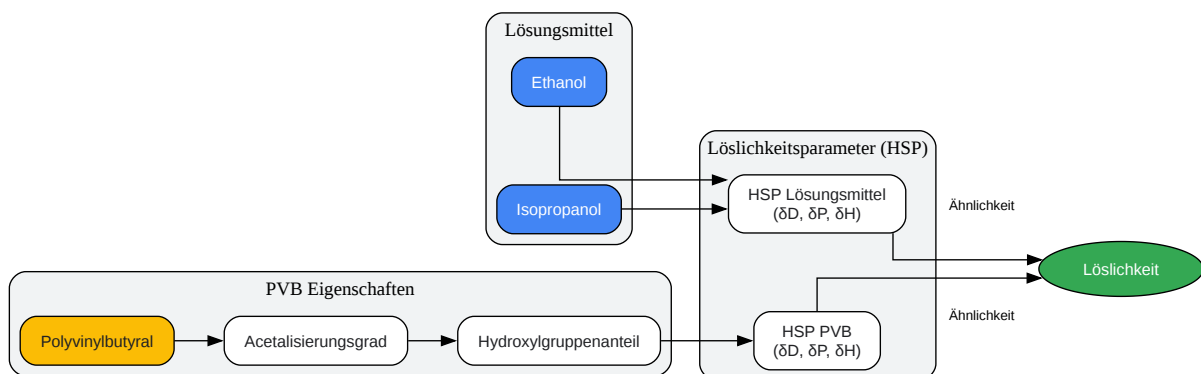 Lösungsmittel
Ethanol
Isopropanol
Löslichkeitsparameter (HSP)
HSP Lösungsmittel
(δD, δP, δH)
Ähnlichkeit
Löslichkeit
PVB Eigenschaften
Polyvinylbutyral
Acetalisierungsgrad
Hydroxylgruppenanteil
HSP PVB
(δD, δP, δH)
Ähnlichkeit